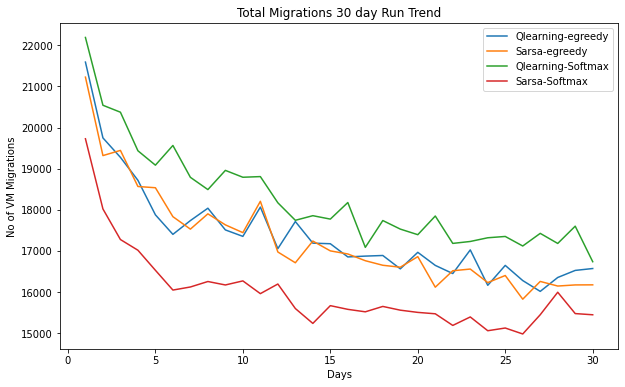 Total Migrations 30 day Run Trend
Qlearning-egreedy
Sarsa-egreedy
Qlearning-Softmax
Sarsa-Softmax
No of VM Migrations
22000
21000
20000
19000
18000
17000
16000
15000
0
5
10
15
20
25
30
Days